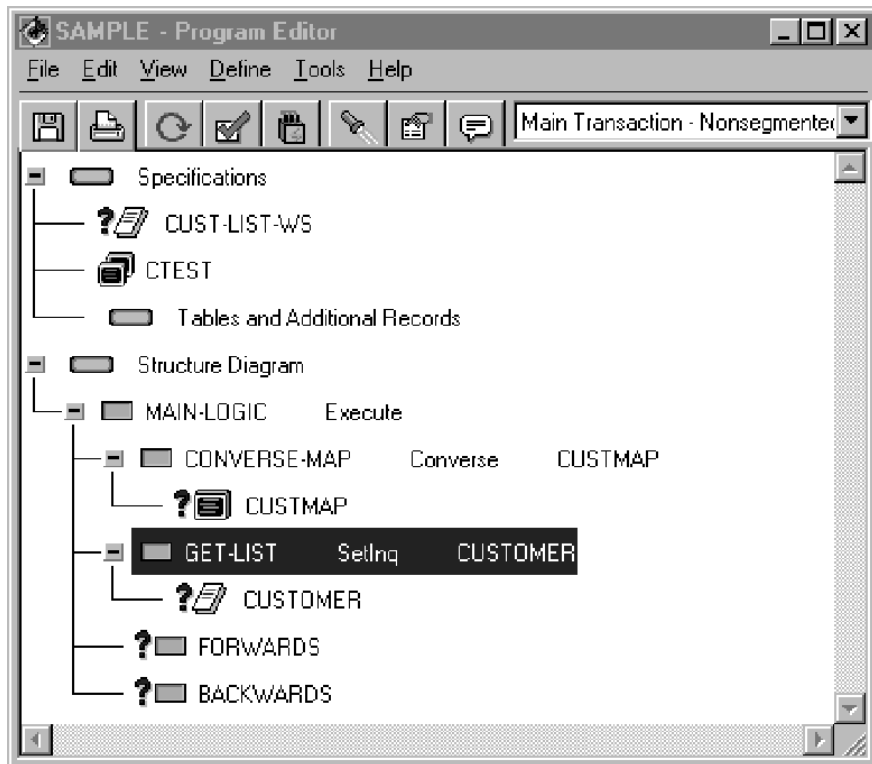 SAMPLE - Program Editor
File Edit View Define Tools Help
Main Transaction - Nonsegmented
Specifications
? CUST-LIST-WS
CTEST
Tables and Additional Records
Structure Diagram
MAIN-LOGIC Execute
CONVERSE-MAP Converse CUSTMAP
? CUSTMAP
GET-LIST SetInq CUSTOMER
? CUSTOMER
? FORWARDS
? BACKWARDS